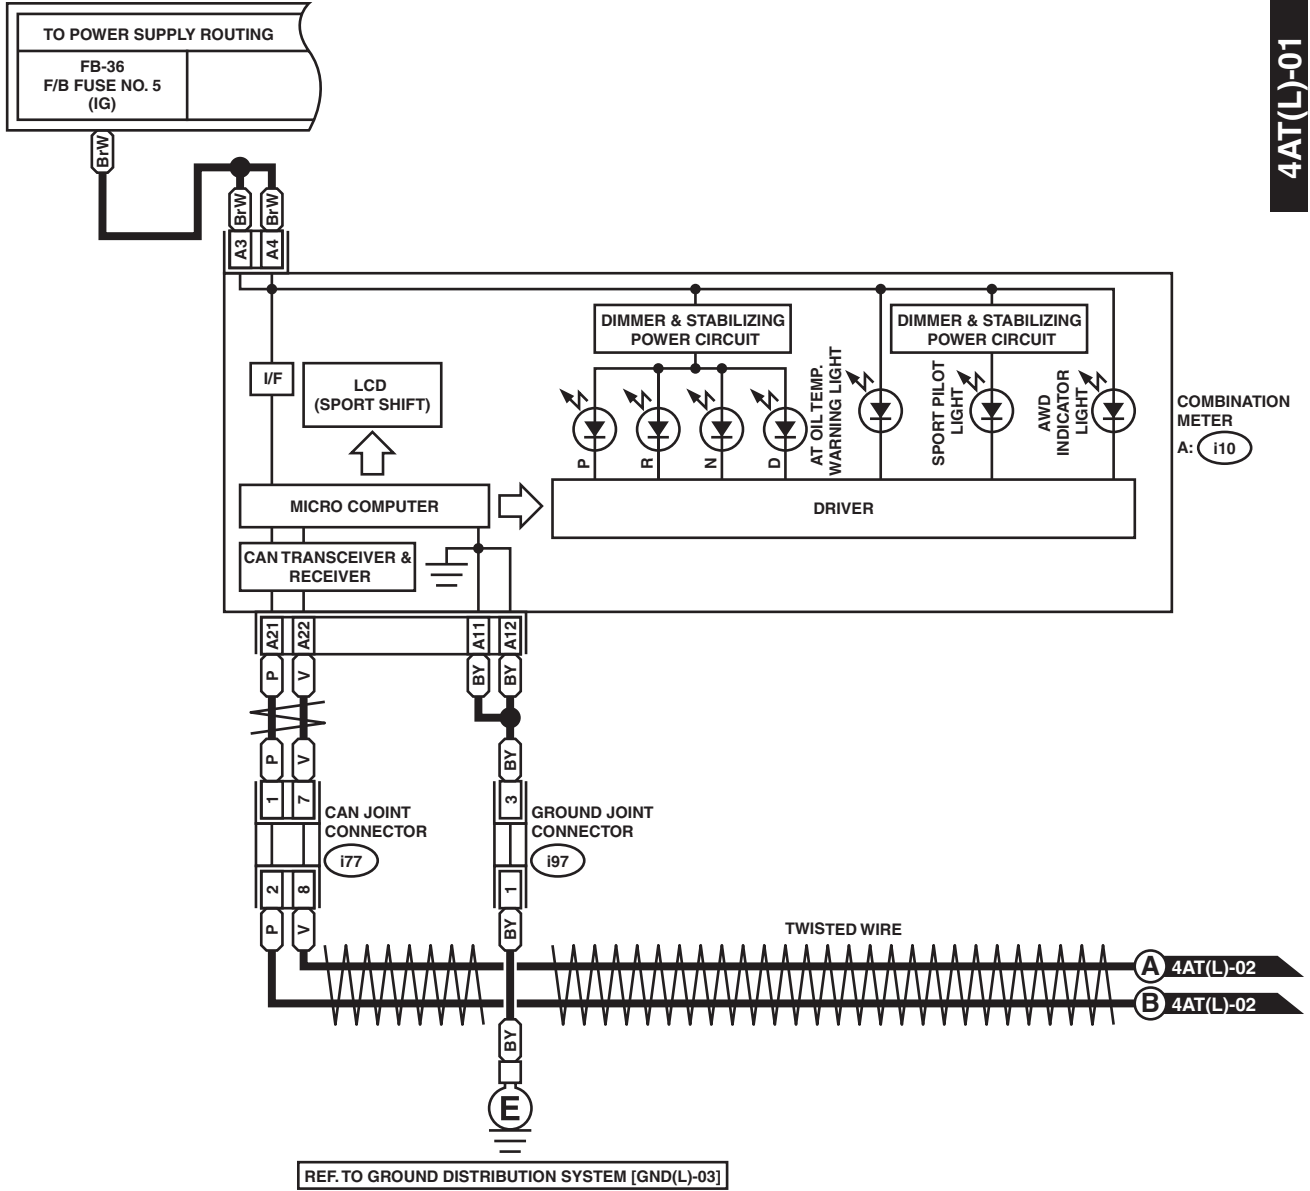 TO POWER SUPPLY ROUTING
FB-36
F/B FUSE NO. 5
(IG)
4AT(L)-01
BrW
BrW
BrW
A3
A4
DIMMER & STABILIZING
POWER CIRCUIT
DIMMER & STABILIZING
POWER CIRCUIT
I/F
LCD
(SPORT SHIFT)
P
R
N
D
AT OIL TEMP.
WARNING LIGHT
SPORT PILOT
LIGHT
AWD
INDICATOR
LIGHT
COMBINATION
METER
A: i10
MICRO COMPUTER
DRIVER
CAN TRANSCEIVER &
RECEIVER
A21
A22
A11
A12
P
V
BY
BY
P
V
BY
1
7
3
CAN JOINT
CONNECTOR
i77
GROUND JOINT
CONNECTOR
i97
2
8
1
P
V
BY
TWISTED WIRE
A 4AT(L)-02
B 4AT(L)-02
BY
E
REF. TO GROUND DISTRIBUTION SYSTEM [GND(L)-03]